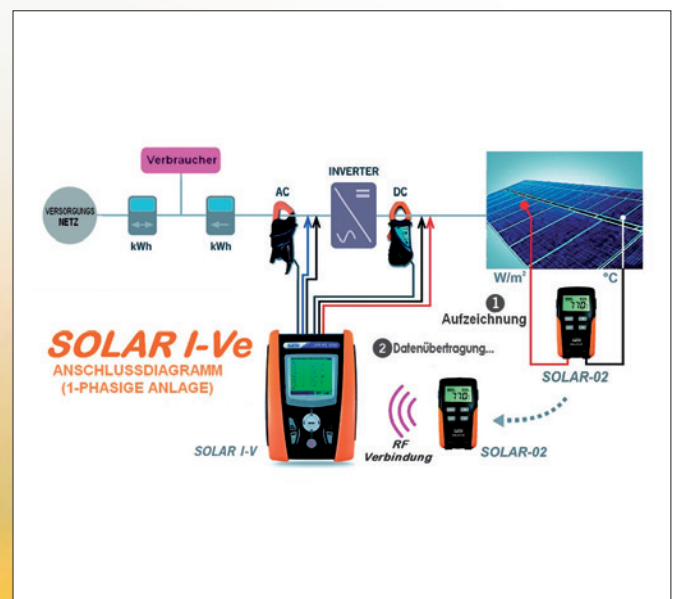 Verbraucher
INVERTER
AC
DC
VERSORGUNGS
NETZ
kWh
kWh
W/m²
°C
1
Aufzeichnung
SOLAR I-Ve
ANSCHLUSSDIAGRAMM
(1-PHASIGE ANLAGE)
2 Datenübertragung...
SOLAR-02
SOLAR I-V
RF
Verbindung
SOLAR-02